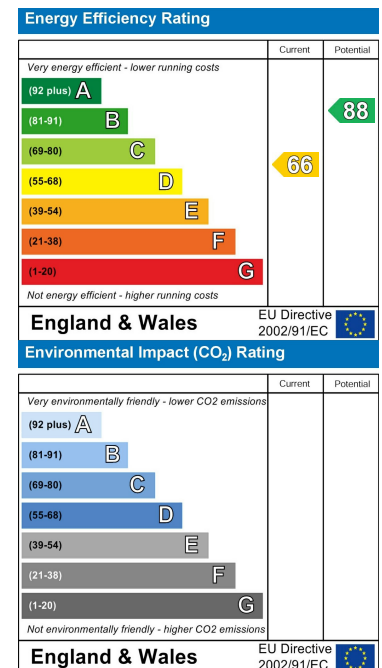 Energy Efficiency Rating
Current Potential
Very energy efficient - lower running costs
(92 plus) A
(81-91) B
88
(69-80) C
66
(55-68) D
(39-54) E
(21-38) F
(1-20) G
Not energy efficient - higher running costs
England & Wales
EU Directive
2002/91/EC
Environmental Impact (CO₂) Rating
Current Potential
Very environmentally friendly - lower CO2 emissions
(92 plus) A
(81-91) B
(69-80) C
(55-68) D
(39-54) E
(21-38) F
(1-20) G
Not environmentally friendly - higher CO2 emissions
England & Wales
EU Directive
2002/91/EC